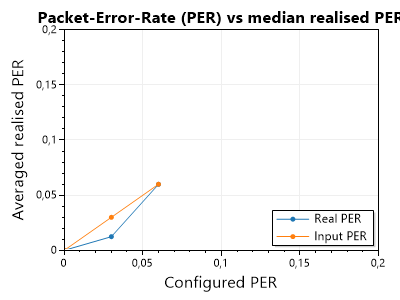 Packet-Error-Rate (PER) vs median realised PER
Averaged realised PER
0,2
0,15
0,1
0,05
0
0
0,05
0,1
0,15
0,2
Configured PER
Real PER
Input PER